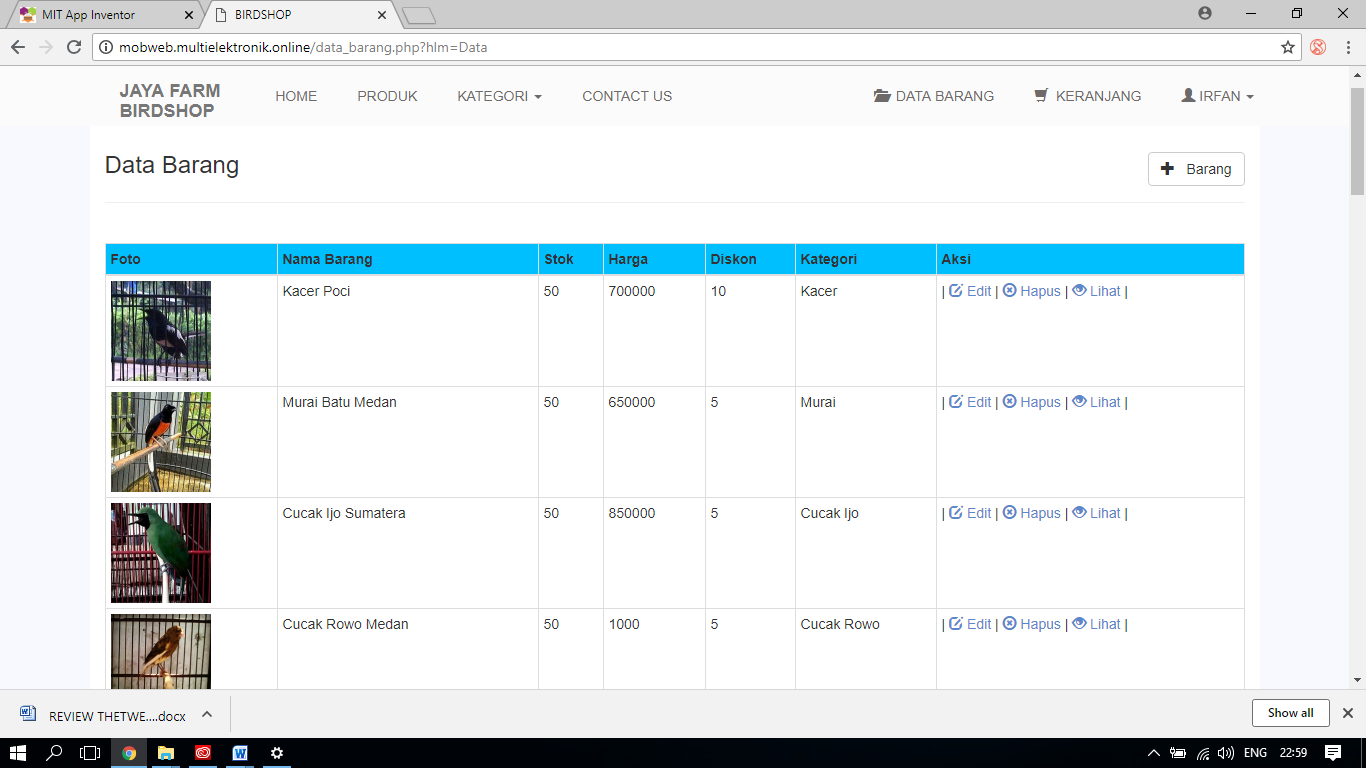 MIT App Inventor
BIRDSHOP
mobweb.multielektronik.online/data_barang.php?hlm=Data
JAYA FARM
BIRDSHOP
HOME PRODUK KATEGORI CONTACT US DATA BARANG KERANJANG IRFAN
Data Barang
Barang
Foto Nama Barang Stok Harga Diskon Kategori Aksi
Kacer Poci 50 700000 10 Kacer | Edit | Hapus | Lihat |
Murai Batu Medan 50 650000 5 Murai | Edit | Hapus | Lihat |
Cucak Ijo Sumatera 50 850000 5 Cucak Ijo | Edit | Hapus | Lihat |
Cucak Rowo Medan 50 1000 5 Cucak Rowo | Edit | Hapus | Lihat |
REVIEW THETWE....docx
Show all
ENG 22:59